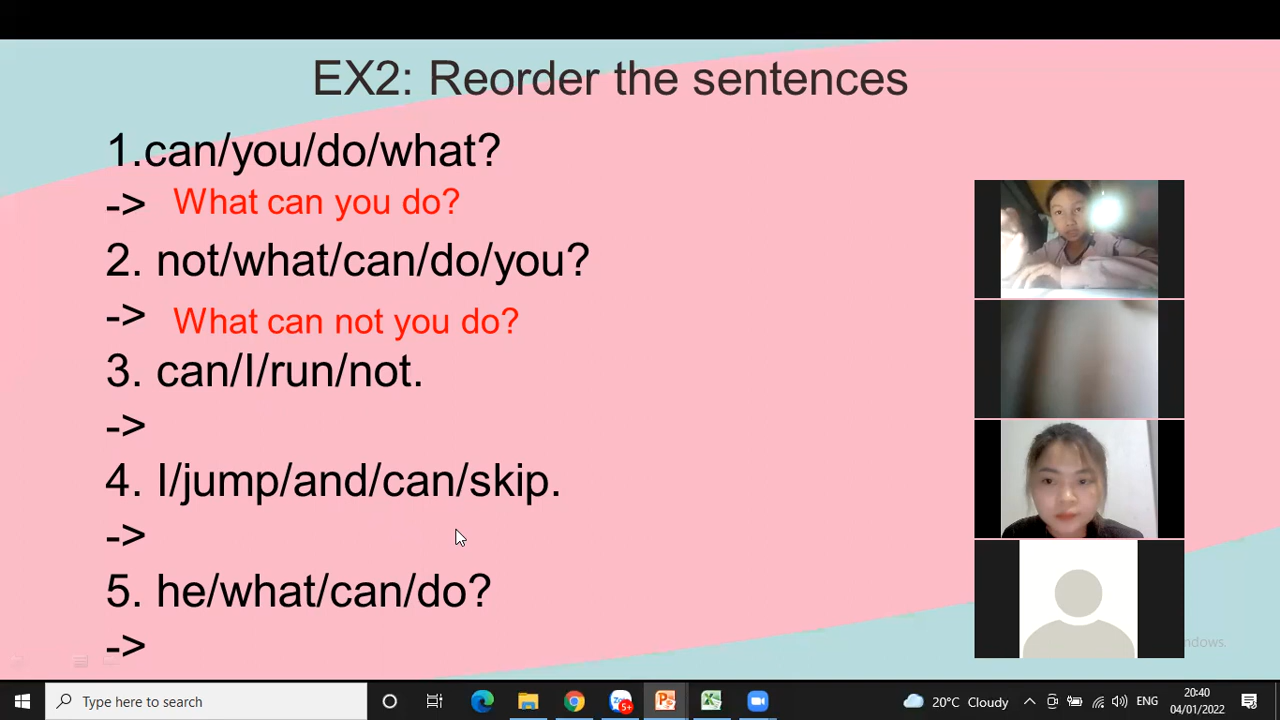 EX2: Reorder the sentences
1.can/you/do/what?
-> What can you do?
2. not/what/can/do/you?
-> What can not you do?
3. can/I/run/not.
->
4. I/jump/and/can/skip.
->
5. he/what/can/do?
->
ndows.
Type here to search
5+
20°C Cloudy
ENG
20:40
04/01/2022